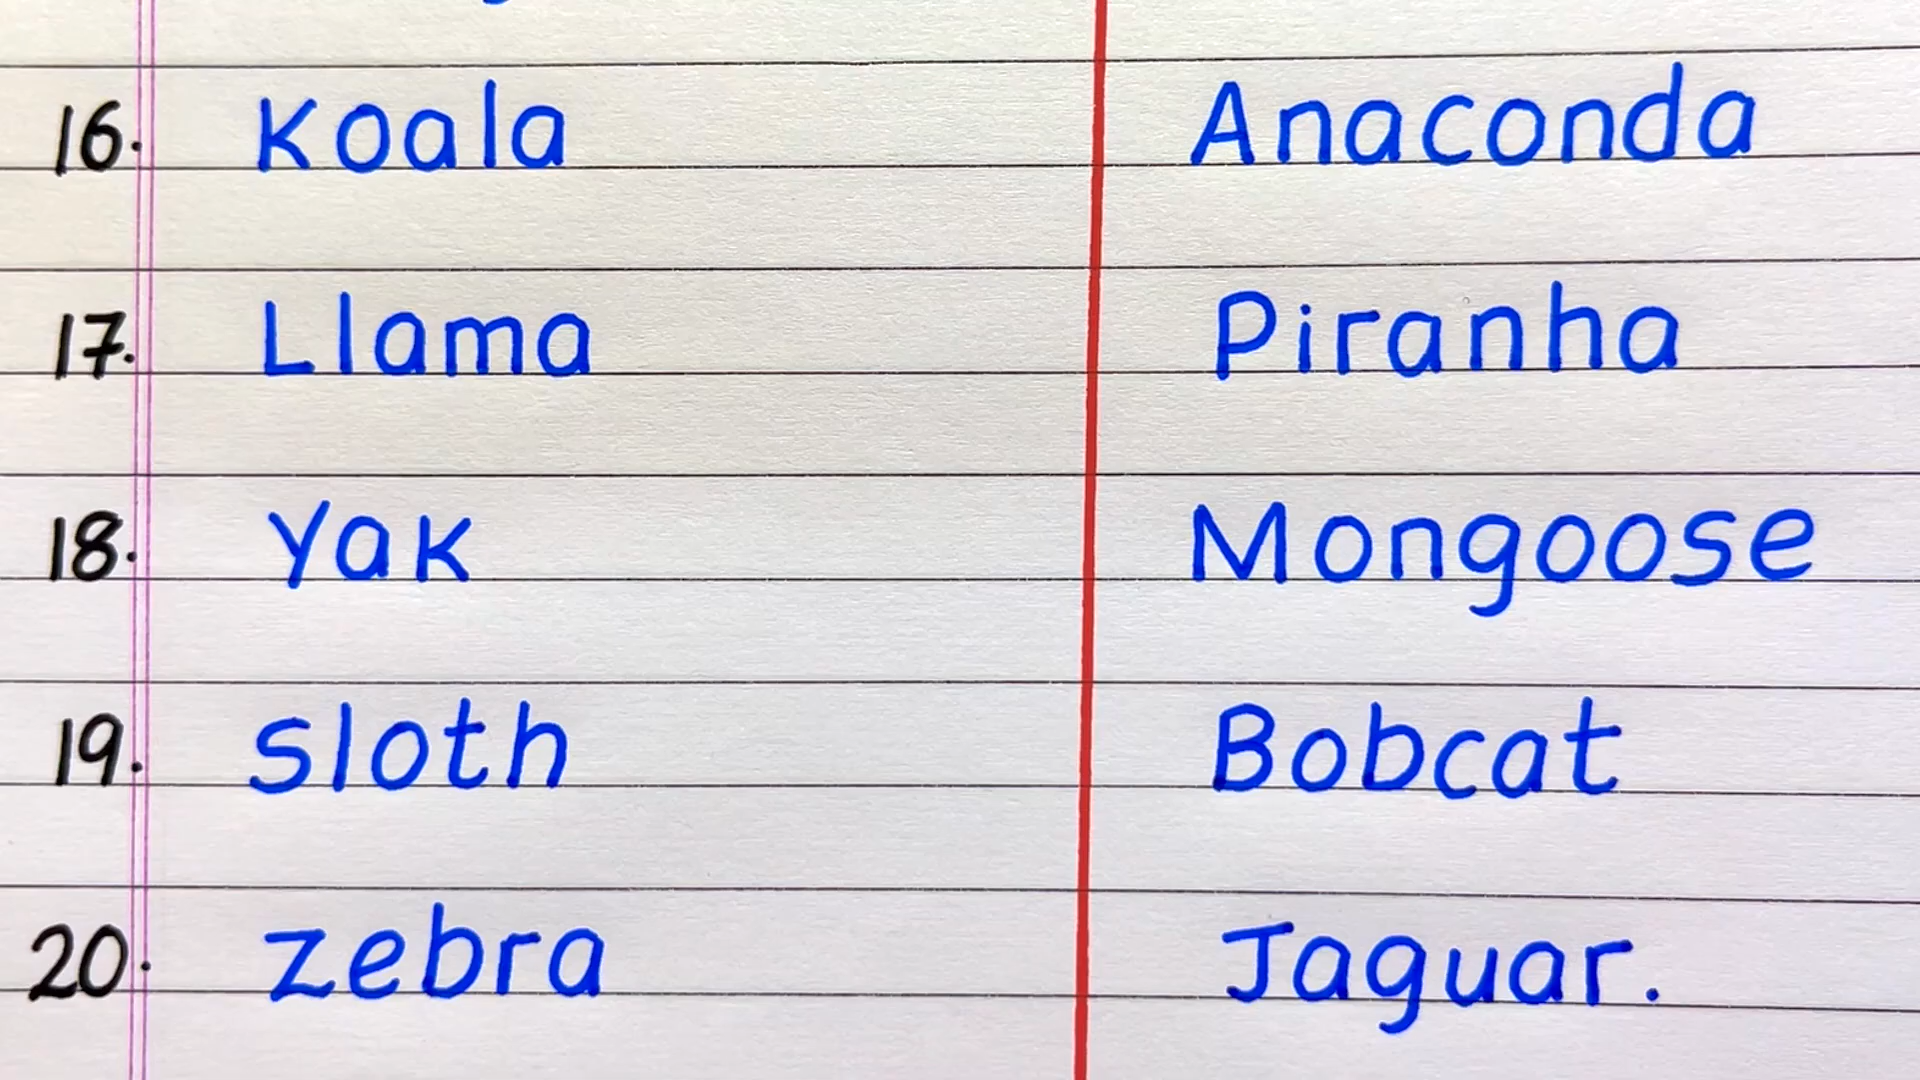 16. Koala Anaconda
17. Llama Piranha
18. Yak Mongoose
19. Sloth Bobcat
20. Zebra Jaguar.